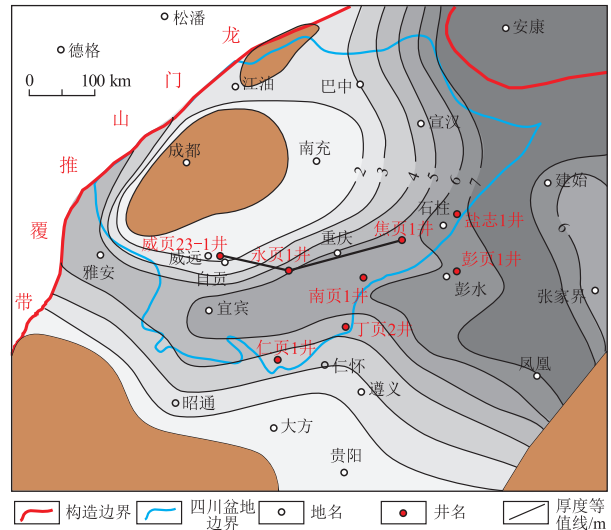 松潘
德格
0 100 km
龙
门
山
推
覆
带
安康
江油
巴中
宣汉
成都
南充
2 3 4 5 6 7
建始
6
石柱
盐志1井
焦页1井
威页23-1井
永页1井
重庆
威远
自贡
雅安
彭页1井
彭水
南页1井
张家界
宜宾
丁页2井
仁页1井
仁怀
凤凰
遵义
昭通
大方
贵阳
构造边界
四川盆地
边界
地名
井名
厚度等
值线/m